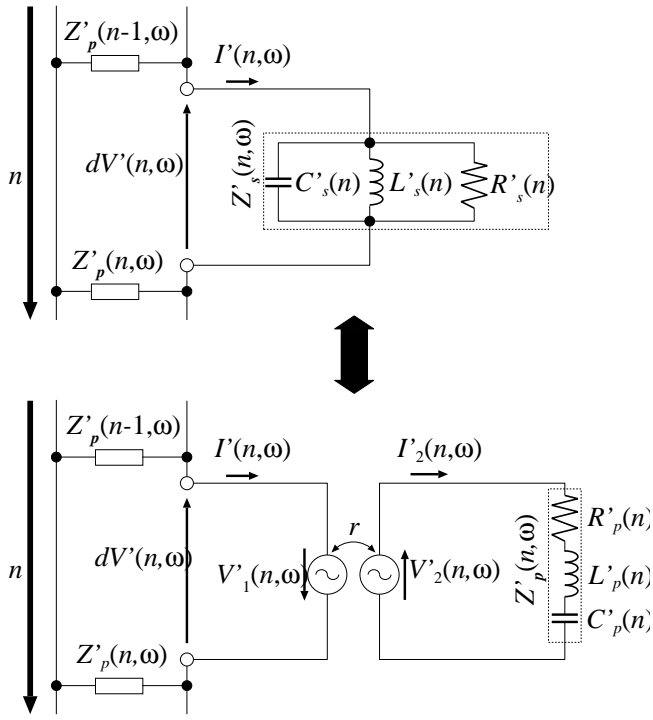 Z'p(n-1,ω)
I'(n,ω)
dV'(n,ω)
n
Z's(n,ω)
C's(n)
L's(n)
R's(n)
Z'p(n,ω)
Z'p(n-1,ω)
I'(n,ω)
I'2(n,ω)
r
R'p(n)
Z'p(n,ω)
dV'(n,ω)
n
V'1(n,ω)
V'2(n,ω)
L'p(n)
C'p(n)
Z'p(n,ω)